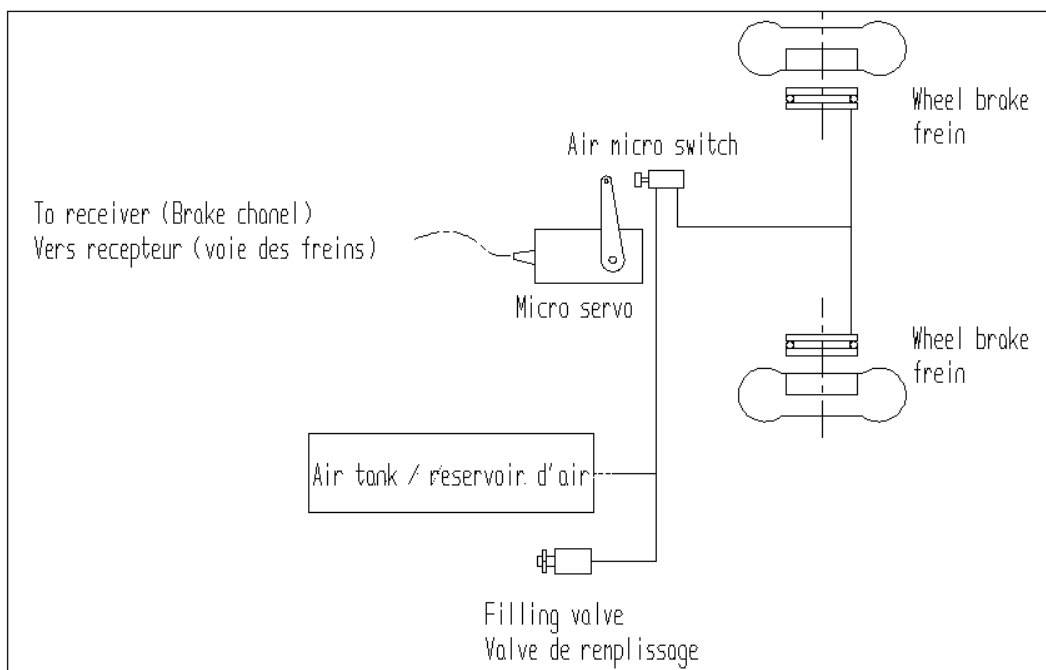 Wheel brake
frein
Air micro switch
To receiver (Brake chanel)
Vers recepteur (voie des freins)
Micro servo
Wheel brake
frein
Air tank / reservoir d'air
Filling valve
Valve de remplissage